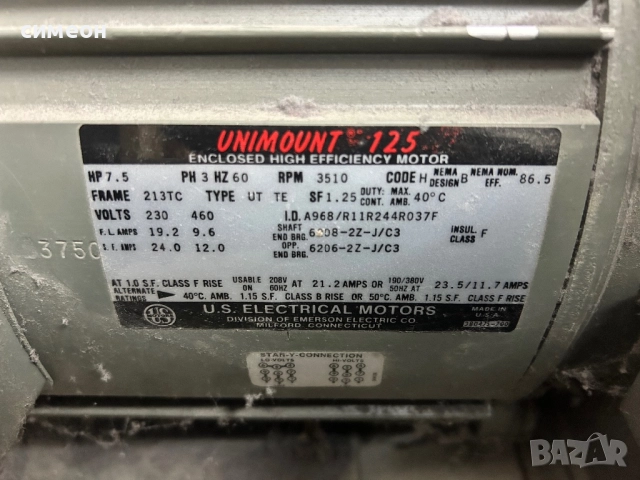 симеон
UNIMOUNT® 125
ENCLOSED HIGH EFFICIENCY MOTOR
HP 7.5 PH 3 HZ 60 RPM 3510 CODE H NEMA DESIGN B NEMA NOM. EFF. 86.5
FRAME 213TC TYPE UT TE SF 1.25 DUTY: MAX. CONT. AMB. 40°C
VOLTS 230 460 I.D. A968/R11R244R037F
F.L. AMPS 19.2 9.6 SHAFT END BRG. 6208-2Z-J/C3 INSUL. CLASS F
S.F. AMPS 24.0 12.0 OPP. END BRG. 6206-2Z-J/C3
3750
AT 1.0 S.F. CLASS F RISE USABLE ON 208V 60HZ AT 21.2 AMPS OR 190/380V 50HZ AT 23.5/11.7 AMPS
ALTERNATE RATINGS 40°C. AMB. 1.15 S.F. CLASS B RISE OR 50°C. AMB. 1.15 S.F. CLASS F RISE
U.S. ELECTRICAL MOTORS
DIVISION OF EMERSON ELECTRIC CO.
MILFORD, CONNECTICUT
MADE IN U.S.A.
STAR-Y-CONNECTION
LO-VOLTS HI-VOLTS
BAZAR